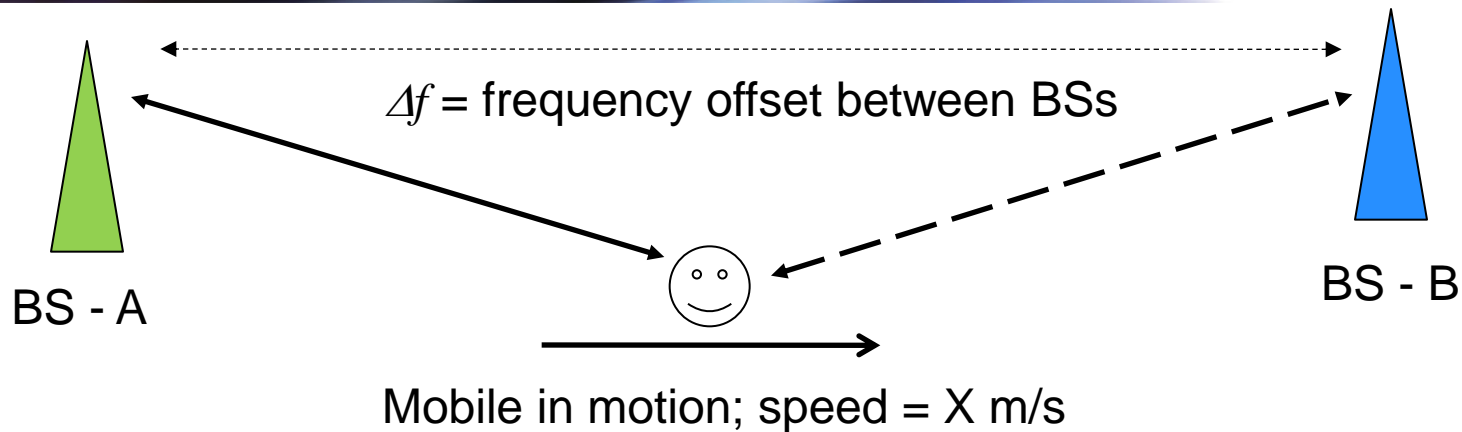 Δf = frequency offset between BSs
BS - A
BS - B
Mobile in motion; speed = X m/s